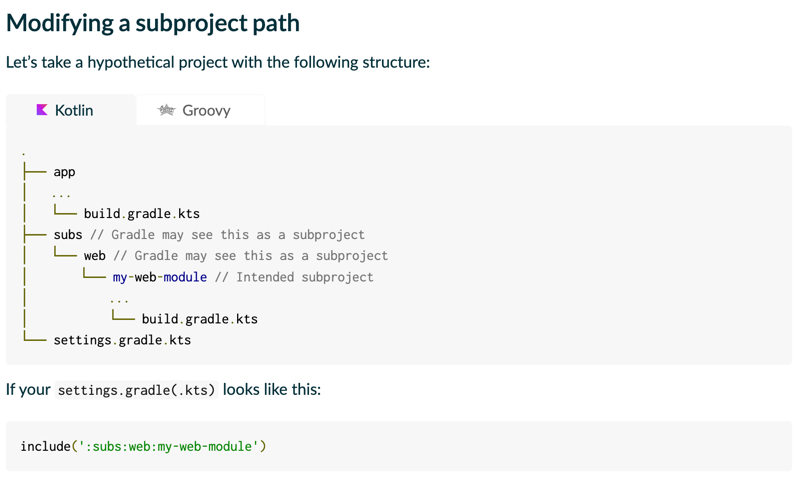 Modifying a subproject path
Let's take a hypothetical project with the following structure:
Kotlin
Groovy
.
├── app
│   ...
│   └── build.gradle.kts
├── subs // Gradle may see this as a subproject
│   └── web // Gradle may see this as a subproject
│       └── my-web-module // Intended subproject
│           ...
│           └── build.gradle.kts
└── settings.gradle.kts
If your settings.gradle(.kts) looks like this:
include(':subs:web:my-web-module')